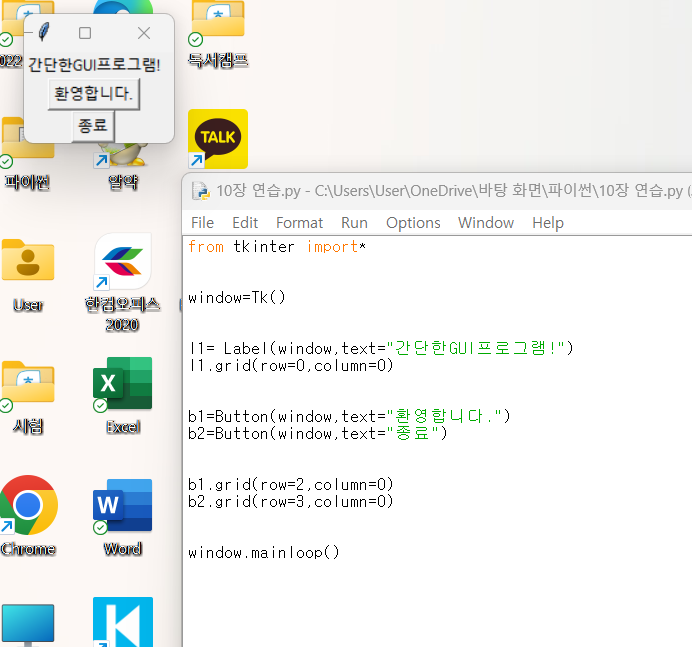 022
간단한GUI프로그램!
환영합니다.
종료
독서캠프
TALK
파이썬
알약
User
한컴오피스
2020
시험
X
Excel
Chrome
W
Word
10장 연습.py - C:\Users\User\OneDrive\바탕 화면\파이썬\10장 연습.py (
File Edit Format Run Options Window Help
from tkinter import*
window=Tk()
l1= Label(window,text="간단한GUI프로그램!")
l1.grid(row=0,column=0)
b1=Button(window,text="환영합니다.")
b2=Button(window,text="종료")
b1.grid(row=2,column=0)
b2.grid(row=3,column=0)
window.mainloop()